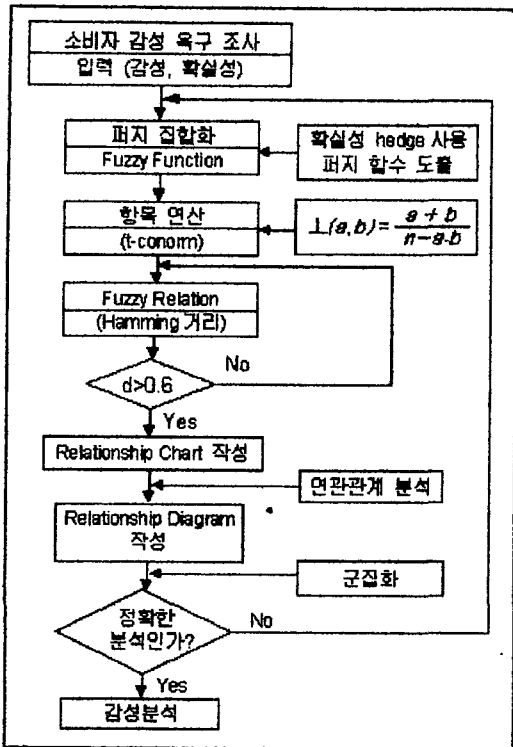 소비자 감성 욕구 조사
입력 (감성, 확실성)
퍼지 집합화
Fuzzy Function
확실성 hedge 사용
퍼지 함수 도출
항목 연산
(t-conorm)
⊥(a,b) = a + b / n-a·b
Fuzzy Relation
(Hamming 거리)
No
d>0.6
Yes
Relationship Chart 작성
연관관계 분석
Relationship Diagram
작성
군집화
정확한
분석인가?
No
Yes
감성분석